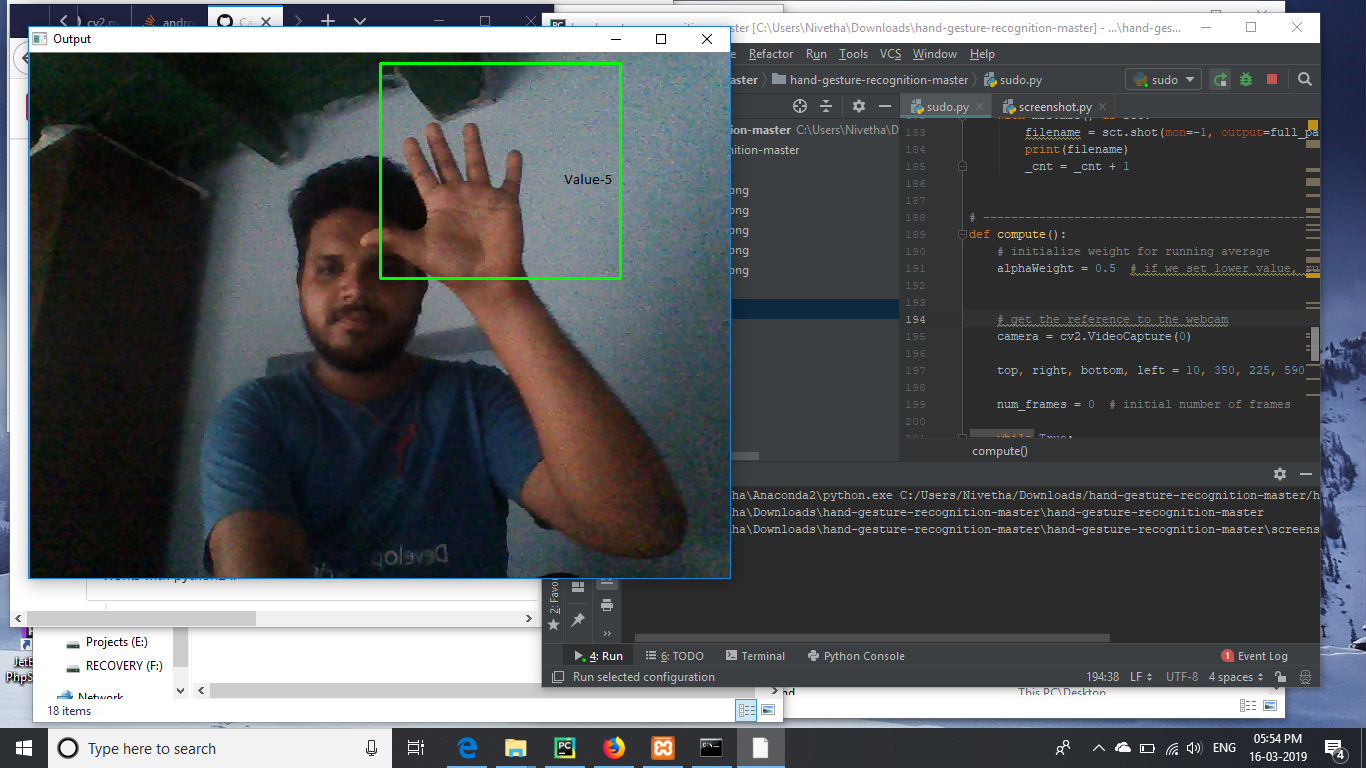 cv2.
andro
Output
Value-5
Develop
ster [C:\Users\Nivetha\Downloads\hand-gesture-recognition-master] - ...\hand-ges...
Refactor Run Tools VCS Window Help
aster hand-gesture-recognition-master sudo.py
sudo
sudo.py screenshot.py
nition-master C:\Users\Nivetha\D
nition-master
ong
ong
ong
ong
ong
183 filename = sct.shot(mon=-1, output=full_pa
184 print(filename)
185 _cnt = _cnt + 1
186
187
188 # ------------------------------------------------
189 def compute():
190 # initialize weight for running average
191 alphaWeight = 0.5 # if we set lower value, ru
192
193
194 # get the reference to the webcam
195 camera = cv2.VideoCapture(0)
196
197 top, right, bottom, left = 10, 350, 225, 590
198
199 num_frames = 0 # initial number of frames
200
201 while True:
compute()
ha\Anaconda2\python.exe C:/Users/Nivetha/Downloads/hand-gesture-recognition-master/h
ha\Downloads\hand-gesture-recognition-master\hand-gesture-recognition-master
ha\Downloads\hand-gesture-recognition-master\hand-gesture-recognition-master\screens
2: Favo
4: Run 6: TODO Terminal Python Console 1 Event Log
Run selected configuration 194:38 LF UTF-8 4 spaces
Projects (E:)
RECOVERY (F:)
Network
This PC\Desktop
18 items
JetB
PhpS
Type here to search
ENG
05:54 PM
16-03-2019
4